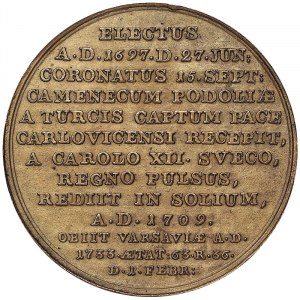 ELECTUS
A.D.1697.D.27.JUN:
CORONATUS 15.SEPT:
CAMENECUM PODOLIÆ
A TURCIS CAPTUM PACE
CARLOVICENSI RECEPIT,
A CAROLO XII. SVECO,
REGNO PULSUS,
REDIIT IN SOLIUM,
A.D. 1709.
OBIIT VARSAVIÆ A.D.
1733.ÆTAT:63.R.36.
D.1.FEBR: